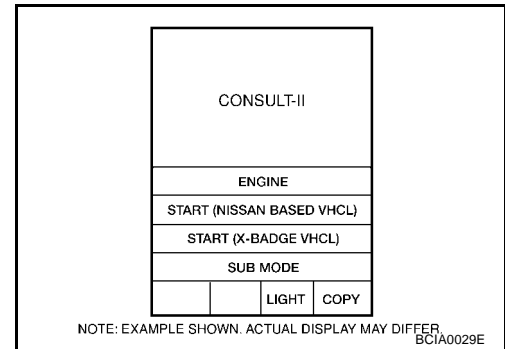 CONSULT-II
ENGINE
START (NISSAN BASED VHCL)
START (X-BADGE VHCL)
SUB MODE
LIGHT COPY
NOTE: EXAMPLE SHOWN. ACTUAL DISPLAY MAY DIFFER.
BCIA0029E